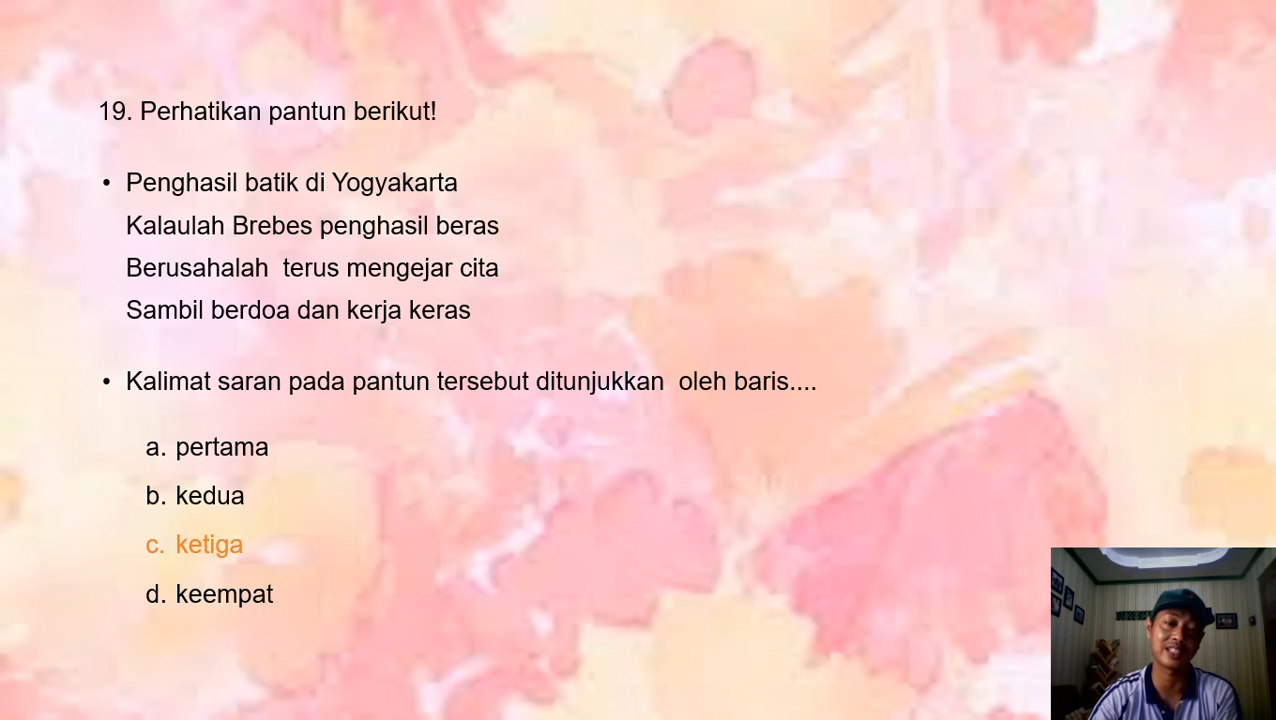 19. Perhatikan pantun berikut!
• Penghasil batik di Yogyakarta
Kalaulah Brebes penghasil beras
Berusahalah  terus mengejar cita
Sambil berdoa dan kerja keras
• Kalimat saran pada pantun tersebut ditunjukkan  oleh baris....
a. pertama
b. kedua
c. ketiga
d. keempat